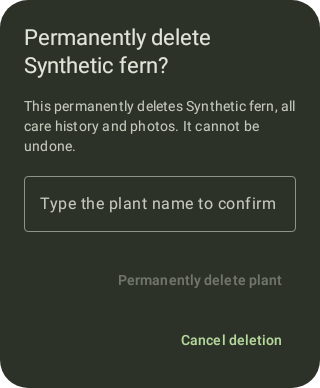 Permanently delete
Synthetic fern?
This permanently deletes Synthetic fern, all
care history and photos. It cannot be
undone.
Type the plant name to confirm
Permanently delete plant
Cancel deletion